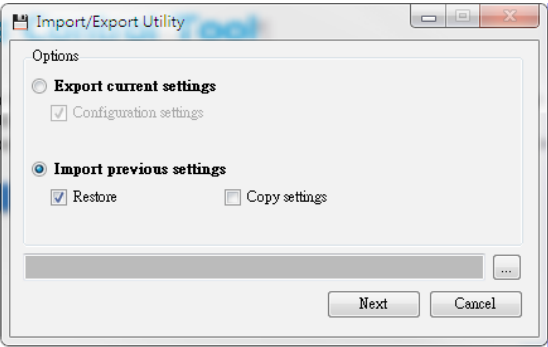 Import/Export Utility
Options
Export current settings
Configuration settings
Import previous settings
Restore Copy settings
...
Next Cancel